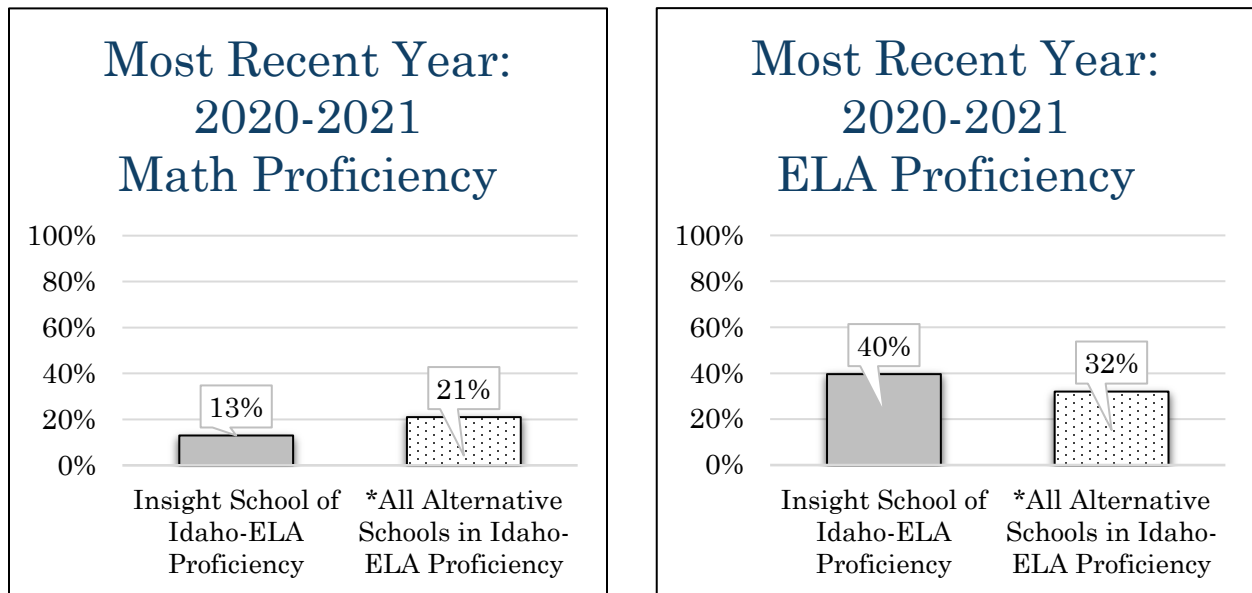 Most Recent Year:
2020-2021
Math Proficiency
100%
80%
60%
40%
20%
0%
13%
21%
Insight School of
Idaho-ELA
Proficiency
*All Alternative
Schools in Idaho-
ELA Proficiency
Most Recent Year:
2020-2021
ELA Proficiency
100%
80%
60%
40%
20%
0%
40%
32%
Insight School of
Idaho-ELA
Proficiency
*All Alternative
Schools in Idaho-
ELA Proficiency